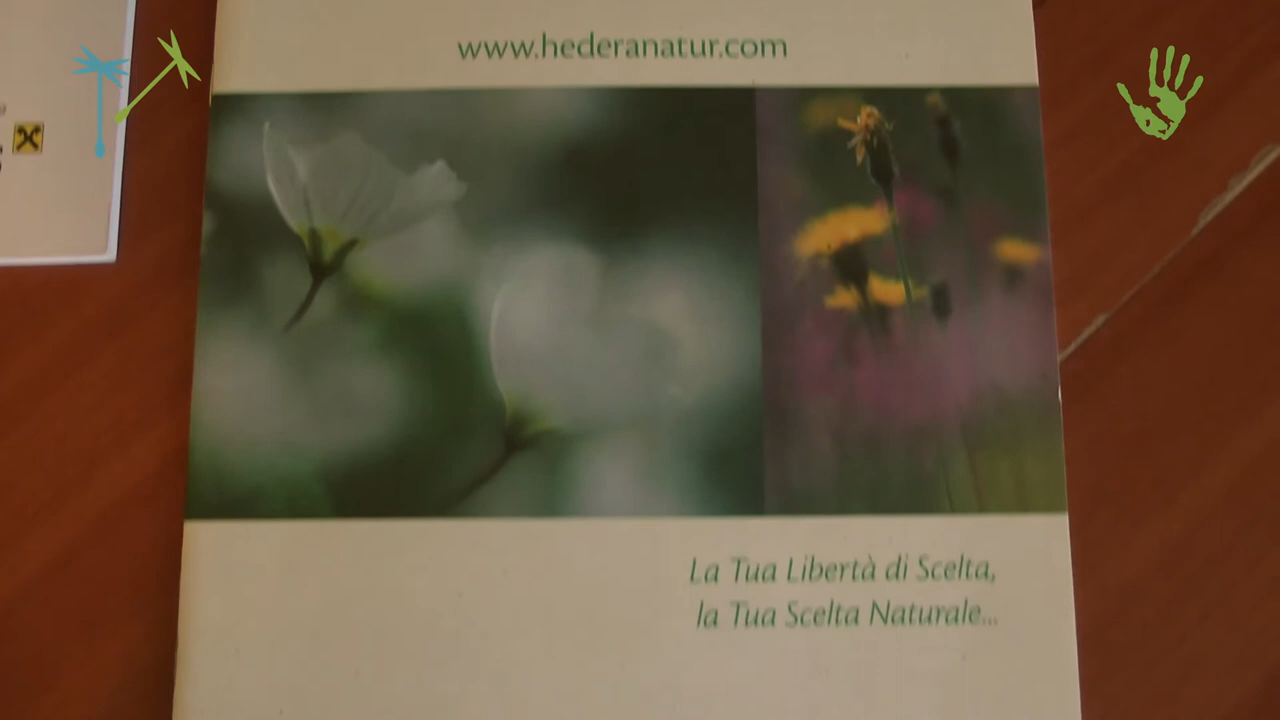 www.hederanatur.com
La Tua Libertà di Scelta,
la Tua Scelta Naturale...